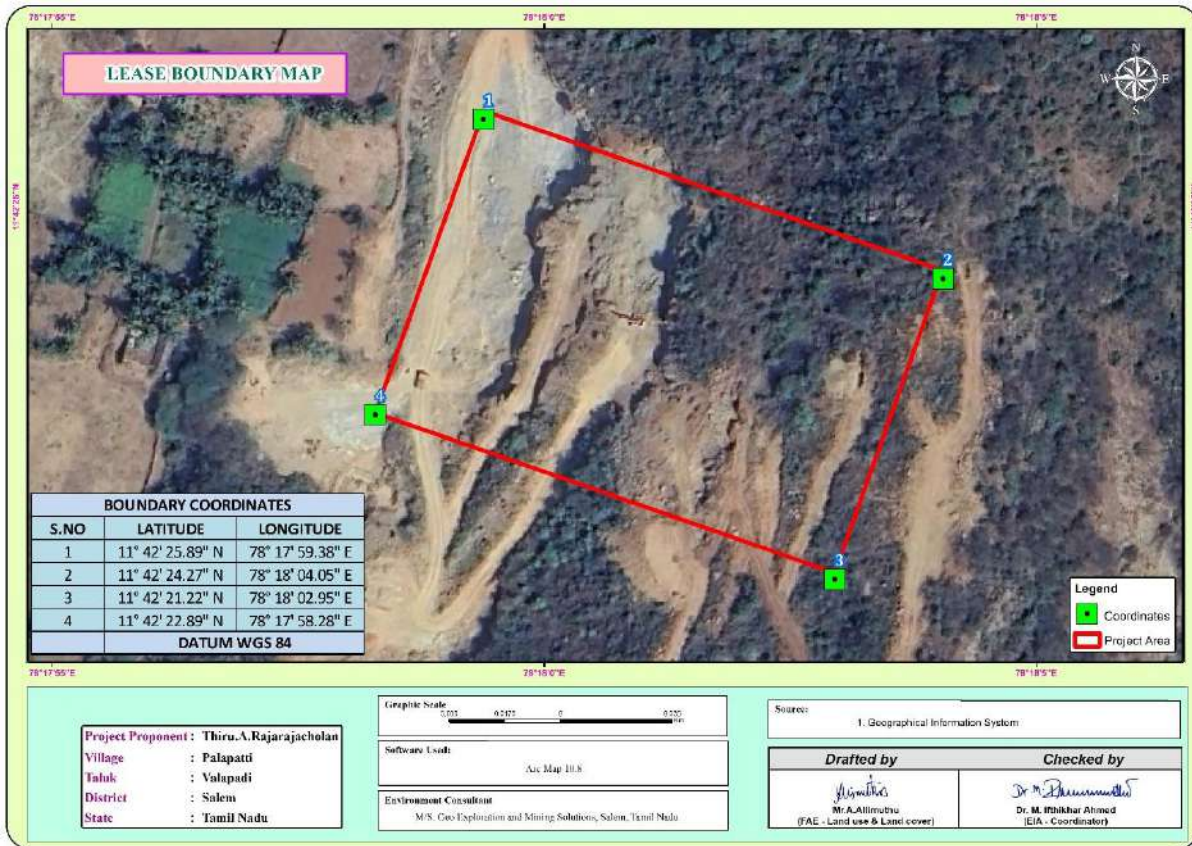 78°17'55"E 78°18'0"E 78°18'5"E
LEASE BOUNDARY MAP
N
W E
S
1
11°42'25"N
2
4
3
BOUNDARY COORDINATES
S.NO LATITUDE LONGITUDE
1 11° 42' 25.89" N 78° 17' 59.38" E
2 11° 42' 24.27" N 78° 18' 04.05" E
3 11° 42' 21.22" N 78° 18' 02.95" E
4 11° 42' 22.89" N 78° 17' 58.28" E
DATUM WGS 84
Legend
Coordinates
Project Area
78°17'55"E 78°18'0"E 78°18'5"E
Project Proponent : Thiru.A.Rajarajacholan
Village : Palapatti
Taluk : Valapadi
District : Salem
State : Tamil Nadu
Graphic Scale
0
Software Used:
Arc Map 10.8
Environment Consultant
M/S. Geo Exploration and Mining Solutions, Salem, Tamil Nadu
Source:
1. Geographical Information System
Drafted by Checked by
Mr.A.Allimuthu
(FAE - Land use & Land cover)
Dr. M. Ifthikhar Ahmed
(EIA - Coordinator)